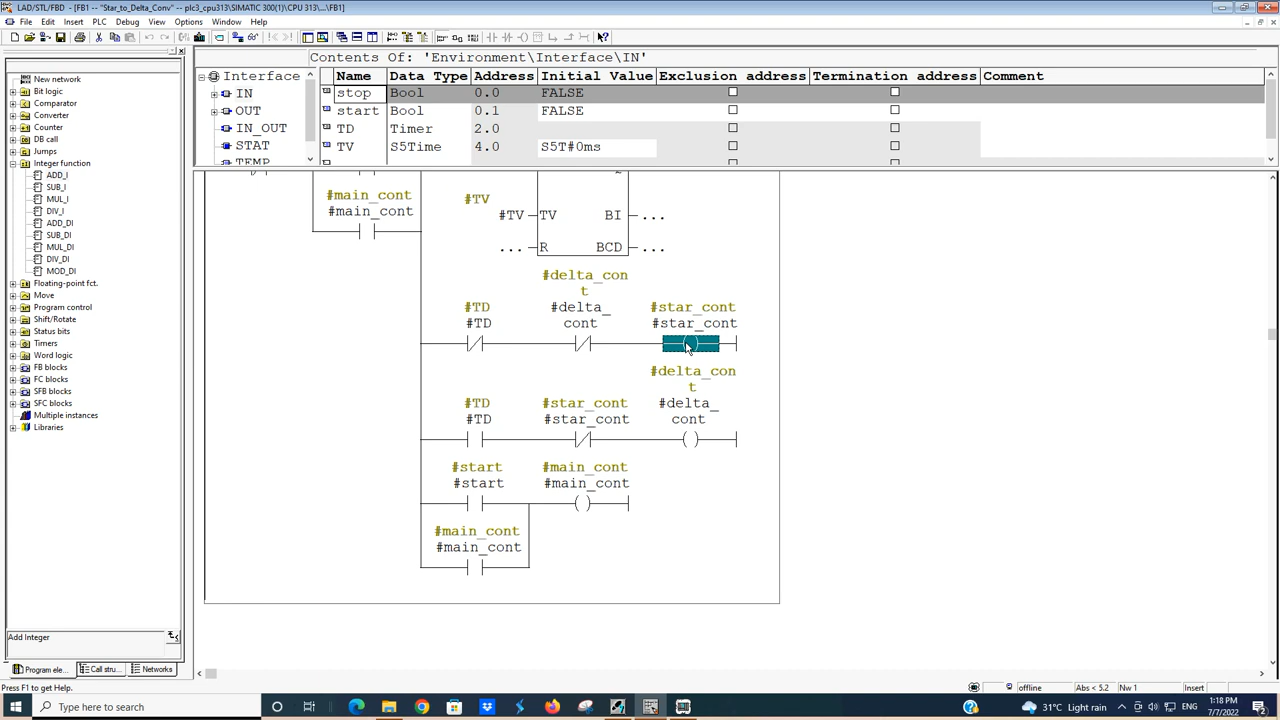 LAD/STL/FBD - [FB1 -- "Star_to_Delta_Conv" -- plc3_cpu313\SIMATIC 300(1)\CPU 313\...\FB1]
File Edit Insert PLC Debug View Options Window Help
Contents Of: 'Environment\Interface\IN'
Interface
IN
OUT
IN_OUT
STAT
TEMP
Name Data Type Address Initial Value Exclusion address Termination address Comment
stop Bool 0.0 FALSE
start Bool 0.1 FALSE
TD Timer 2.0
TV S5Time 4.0 S5T#0ms
New network
Bit logic
Comparator
Converter
Counter
DB call
Jumps
Integer function
ADD_I
SUB_I
MUL_I
DIV_I
ADD_DI
SUB_DI
MUL_DI
DIV_DI
MOD_DI
Floating-point fct.
Move
Program control
Shift/Rotate
Status bits
Timers
Word logic
FB blocks
FC blocks
SFB blocks
SFC blocks
Multiple instances
Libraries
Add Integer
Program ele... Call stru... Networks
#main_cont
#main_cont
#TV
#TV TV BI ...
... R BCD ...
#delta_con
t
#TD #delta_ #star_cont
#TD cont #star_cont
#delta_con
t
#TD #star_cont #delta_
#TD #star_cont cont
#start #main_cont
#start #main_cont
#main_cont
#main_cont
Press F1 to get Help.
offline Abs < 5.2 Nw 1 Insert
Type here to search
31°C Light rain
ENG
1:18 PM
7/7/2022